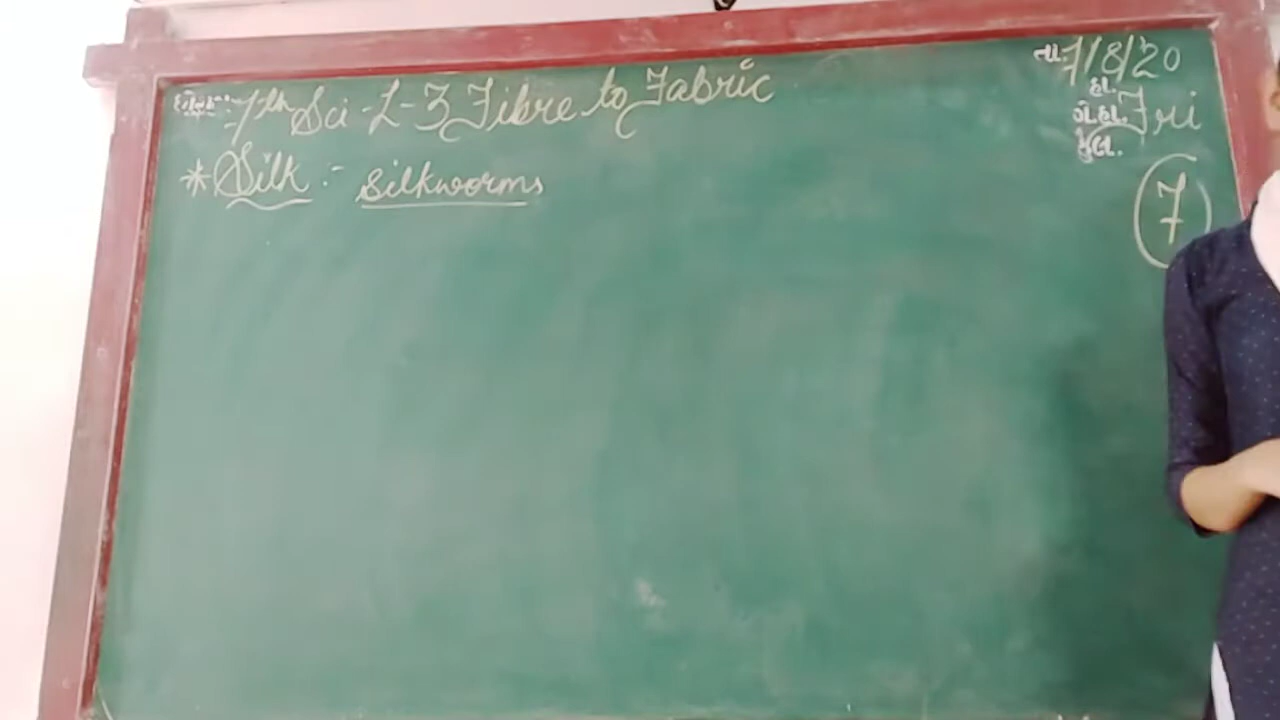 7th Sci - L-3 Fibre to Fabric
તા. 7/8/20
હા.
ગે.હા. Fri
કુલ.
* Silk :- silkworms
7